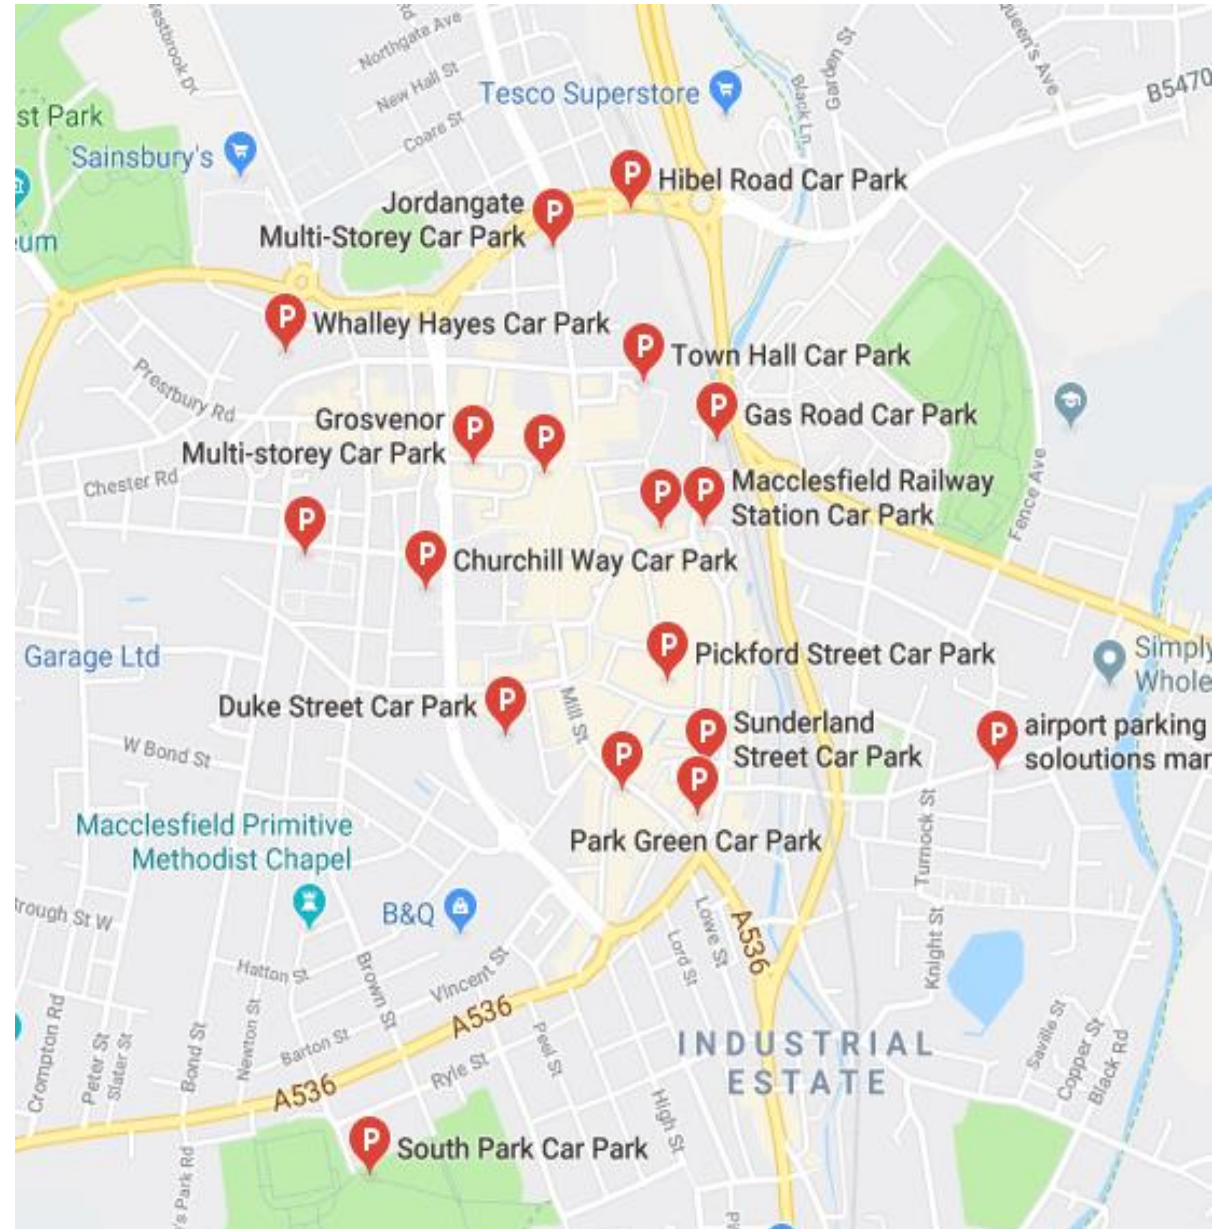 Westbrook Dr
Rd
Northgate Ave
New Hall St
Coare St
Tesco Superstore
Black Ln
Garden St
Queen's Ave
B5470
st Park
Sainsbury's
um
P
Hibel Road Car Park
P
Jordangate
Multi-Storey Car Park
P
Whalley Hayes Car Park
P
Town Hall Car Park
Prestbury Rd
P
Gas Road Car Park
P
Grosvenor
Multi-storey Car Park
P
Chester Rd
P
P
Macclesfield Railway
Station Car Park
Fence Ave
P
P
Churchill Way Car Park
Garage Ltd
P
Pickford Street Car Park
Simply
Whole
P
Duke Street Car Park
Mill St
P
Sunderland
Street Car Park
P
airport parking
soloutions mar
W Bond St
P
P
Park Green Car Park
Macclesfield Primitive
Methodist Chapel
Turnock St
B&Q
rough St W
Lowe St
Lord St
A536
Knight St
Hatton St
Brown St
Vincent St
A536
Crompton Rd
Peter St
Slater St
Bond St
Newton St
Barton St
Ryle St
Peel St
INDUSTRIAL
ESTATE
Saville St
Copper St
Black Rd
A536
High St
P
South Park Car Park
's Park Rd